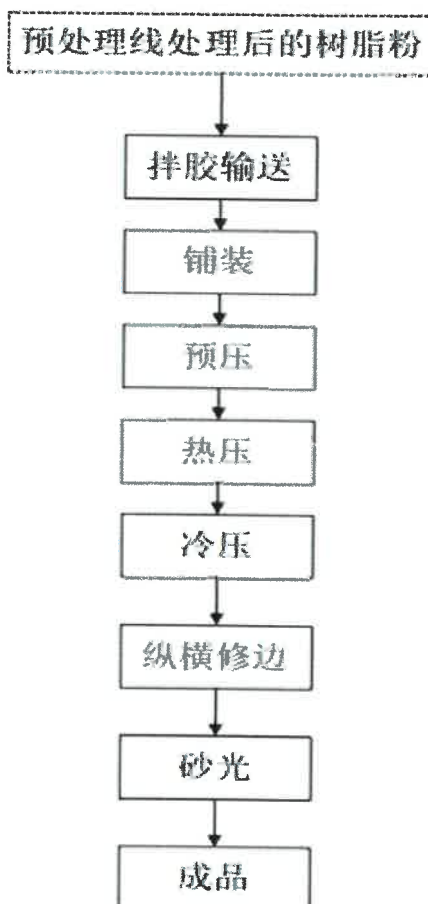 预处理线处理后的树脂粉
拌胶输送
铺装
预压
热压
冷压
纵横修边
砂光
成品